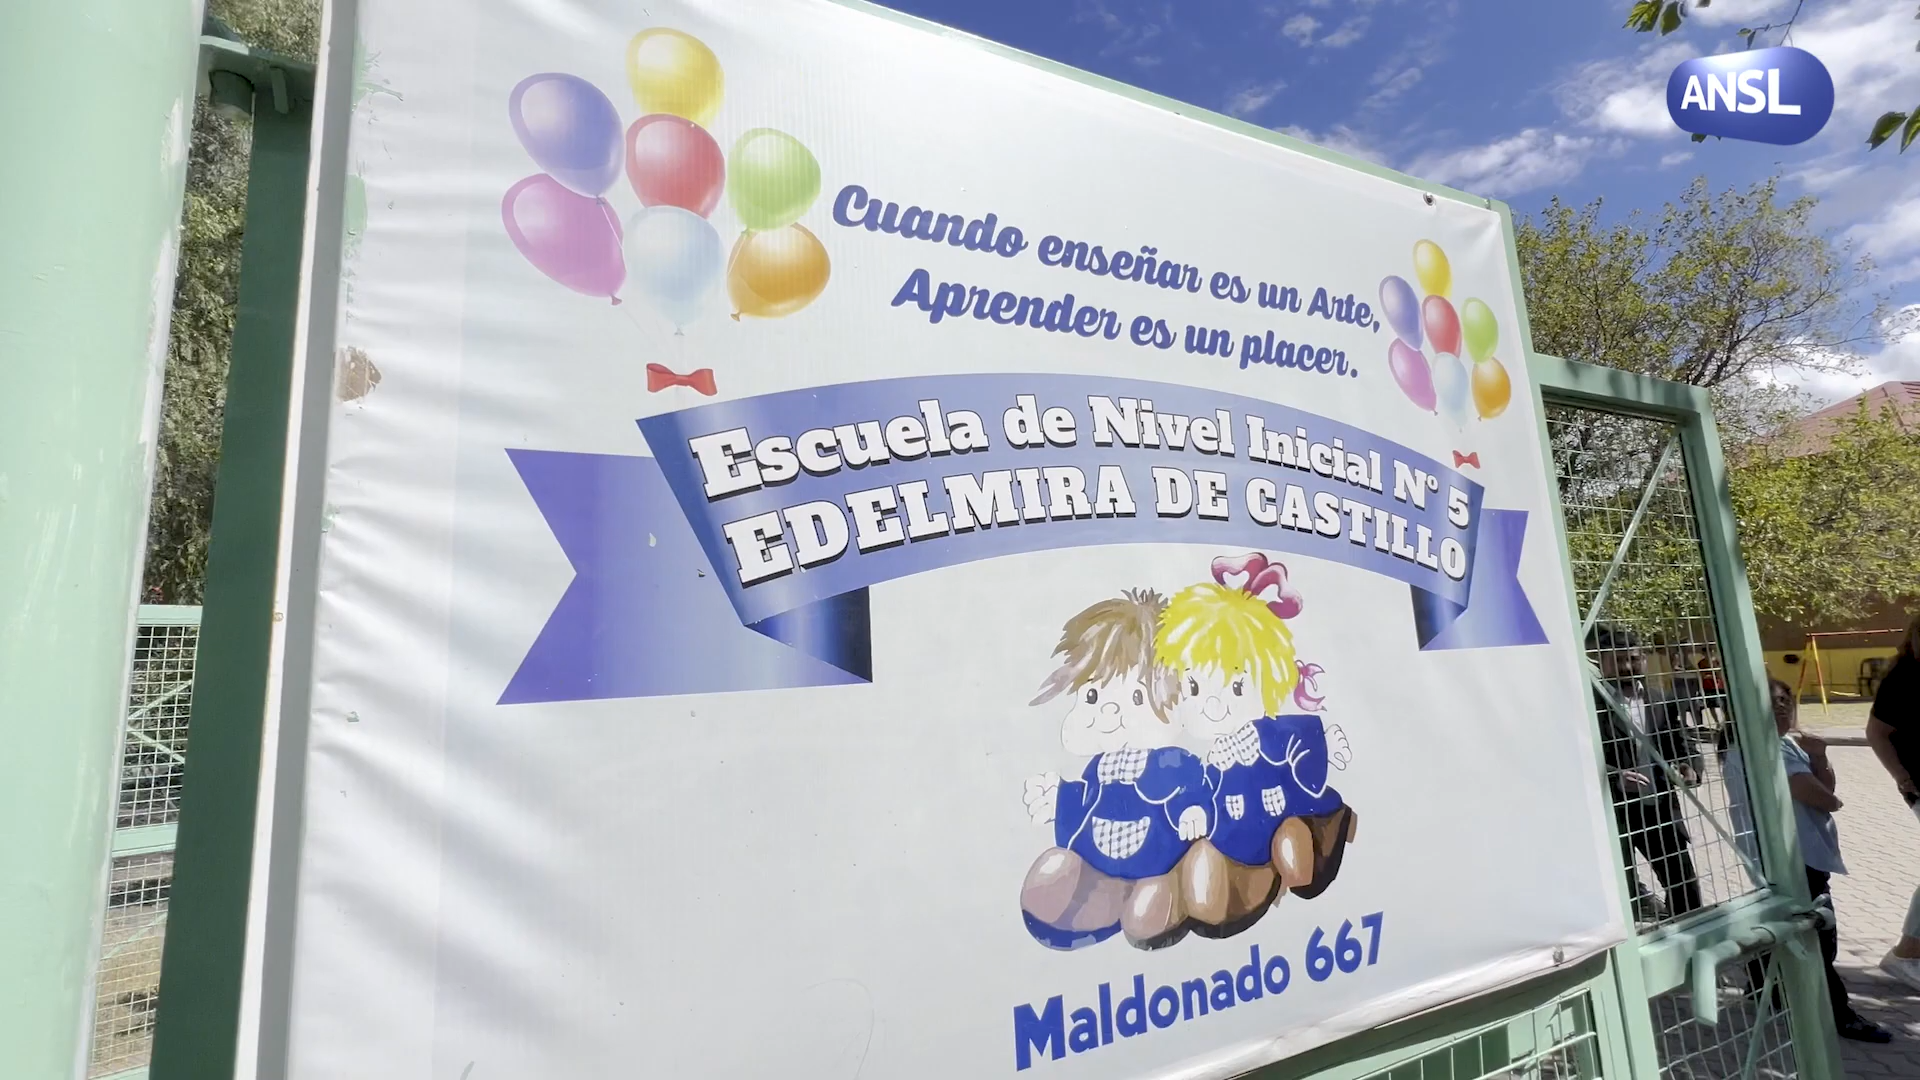 ANSL
Cuando enseñar es un Arte,
Aprender es un placer.
Escuela de Nivel Inicial Nº 5
EDELMIRA DE CASTILLO
Maldonado 667